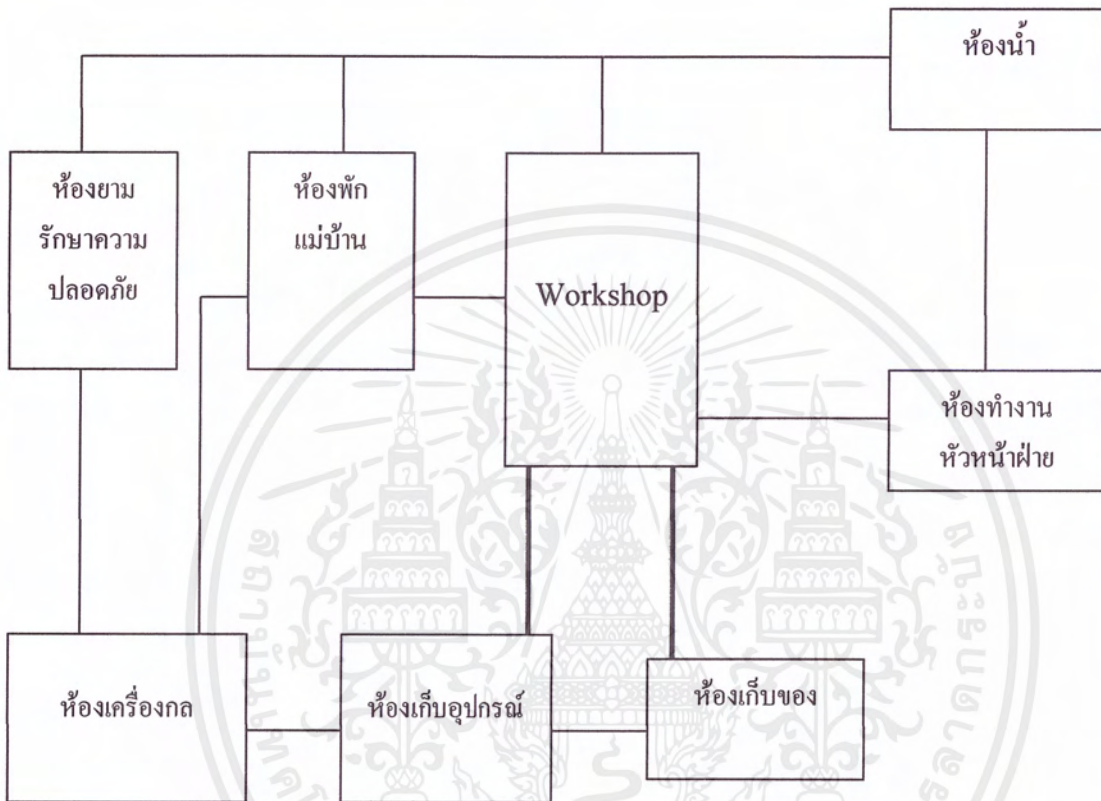 ห้องน้ำ
ห้องยาม
รักษาความ
ปลอดภัย
ห้องพัก
แม่บ้าน
Workshop
ห้องทำงาน
หัวหน้าฝ่าย
ห้องเครื่องกล
ห้องเก็บอุปกรณ์
ห้องเก็บของ